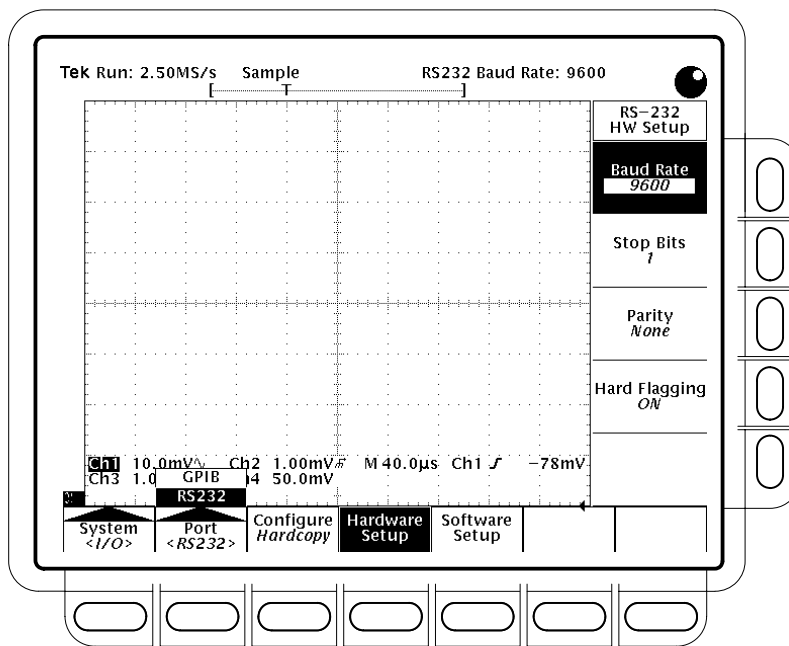 Tek Run: 2.50MS/s Sample RS232 Baud Rate: 9600
[ T ]
RS-232
HW Setup
Baud Rate
9600
Stop Bits
1
Parity
None
Hard Flagging
ON
Ch1 10.0mV Ch2 1.00mV M 40.0µs Ch1 -78mV
Ch3 1.0 50.0mV
GPIB
RS232
System
<I/O>
Port
<RS232>
Configure
Hardcopy
Hardware
Setup
Software
Setup